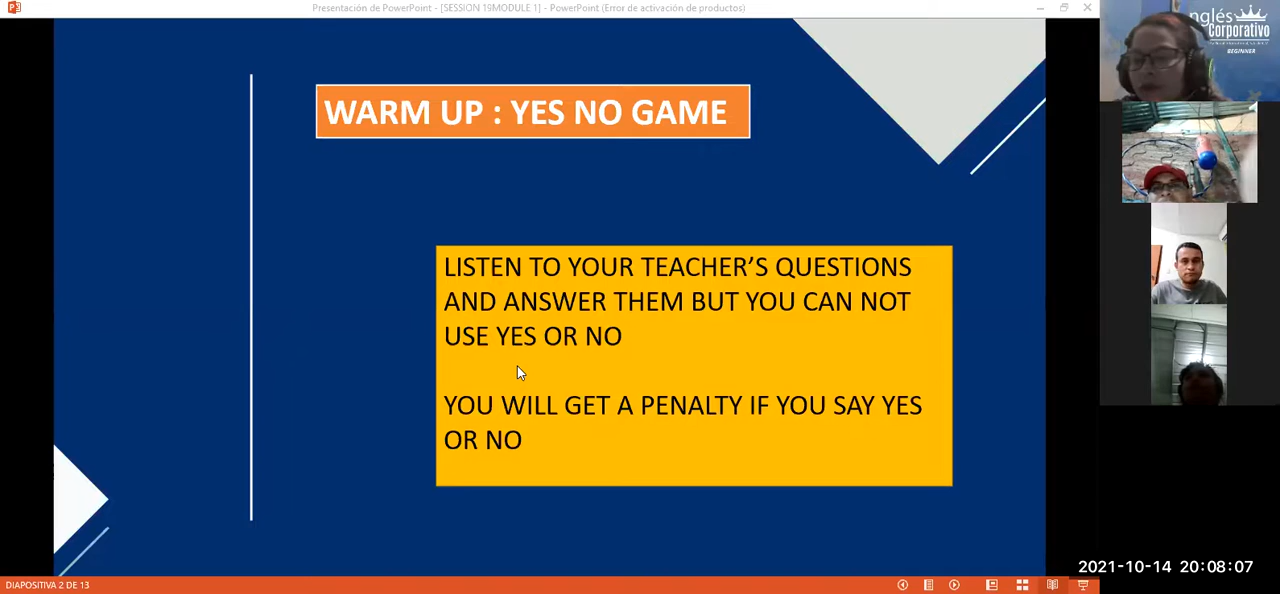 Presentación de PowerPoint - [SESSION 19MODULE 1] - PowerPoint (Error de activación de productos)
nglés
Corporativo
BEGINNER
WARM UP : YES NO GAME
LISTEN TO YOUR TEACHER'S QUESTIONS
AND ANSWER THEM BUT YOU CAN NOT
USE YES OR NO
YOU WILL GET A PENALTY IF YOU SAY YES
OR NO
2021-10-14 20:08:07
DIAPOSITIVA 2 DE 13